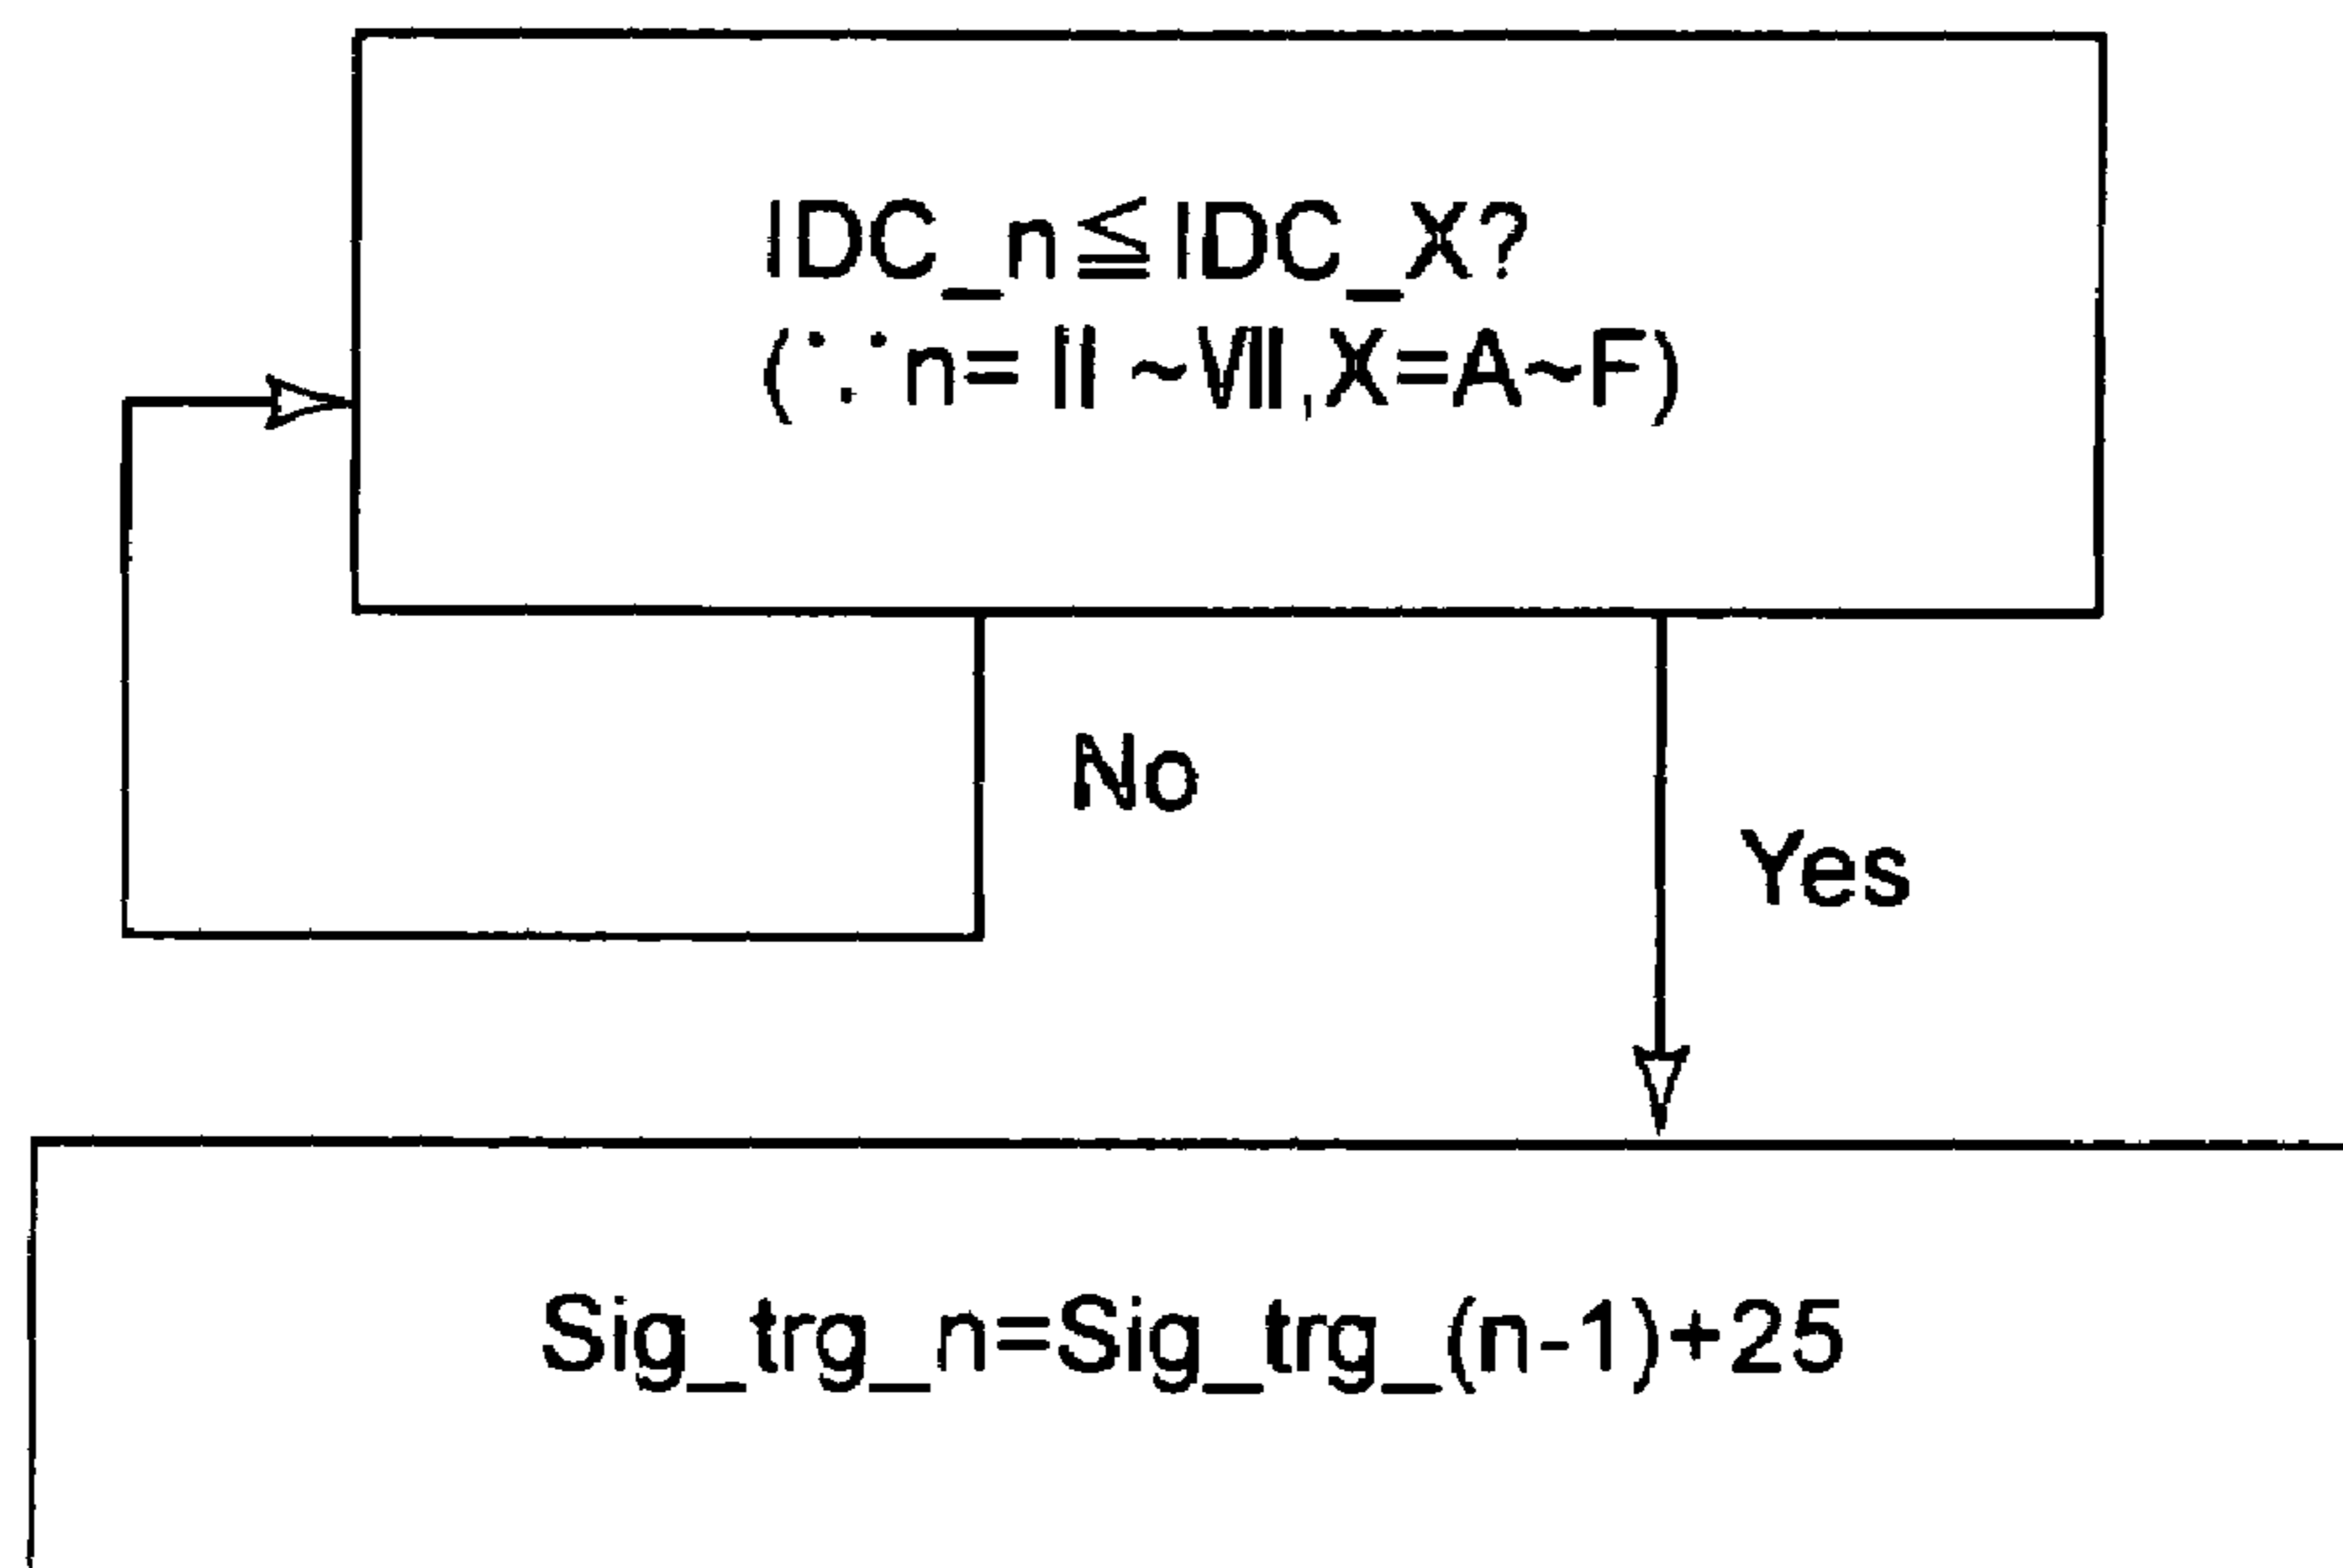 IDC_n≦IDC_X?
(∵n=Ⅱ~Ⅶ,X=A~F)
No
Yes
Sig_trg_n=Sig_trg_(n-1)+25